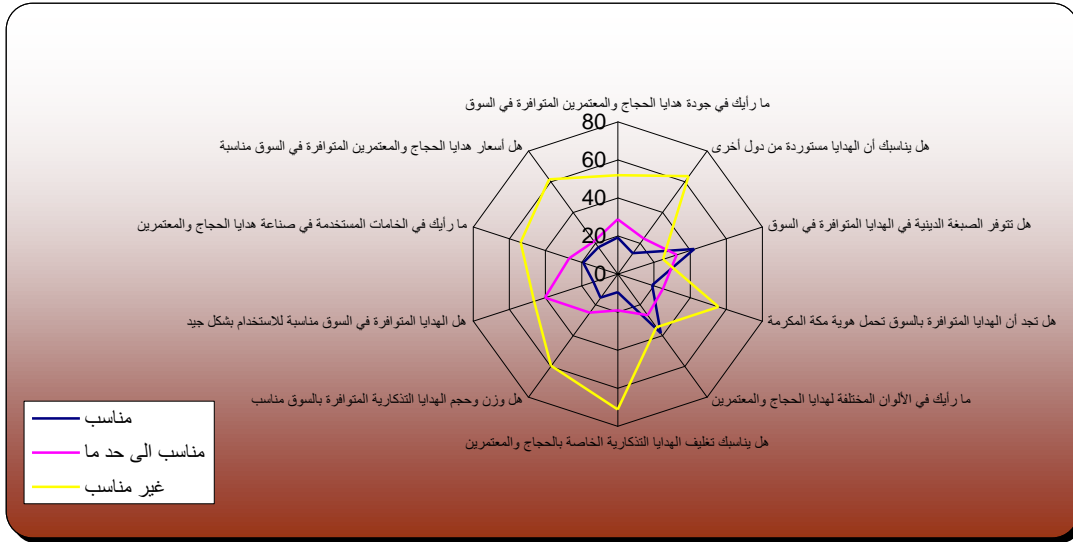 ما رأيك في جودة هدايا الحجاج والمعتمرين المتوافرة في السوق
هل يناسبك أن الهدايا مستوردة من دول أخرى
هل تتوفر الصبغة الدينية في الهدايا المتوافرة في السوق
هل تجد أن الهدايا المتوافرة بالسوق تحمل هوية مكة المكرمة
ما رأيك في الألوان المختلفة لهدايا الحجاج والمعتمرين
هل يناسبك تغليف الهدايا التذكارية الخاصة بالحجاج والمعتمرين
هل وزن وحجم الهدايا التذكارية المتوافرة بالسوق مناسب
هل الهدايا المتوافرة في السوق مناسبة للاستخدام بشكل جيد
ما رأيك في الخامات المستخدمة في صناعة هدايا الحجاج والمعتمرين
هل أسعار هدايا الحجاج والمعتمرين المتوافرة في السوق مناسبة
80
60
40
20
0
مناسب
مناسب الى حد ما
غير مناسب